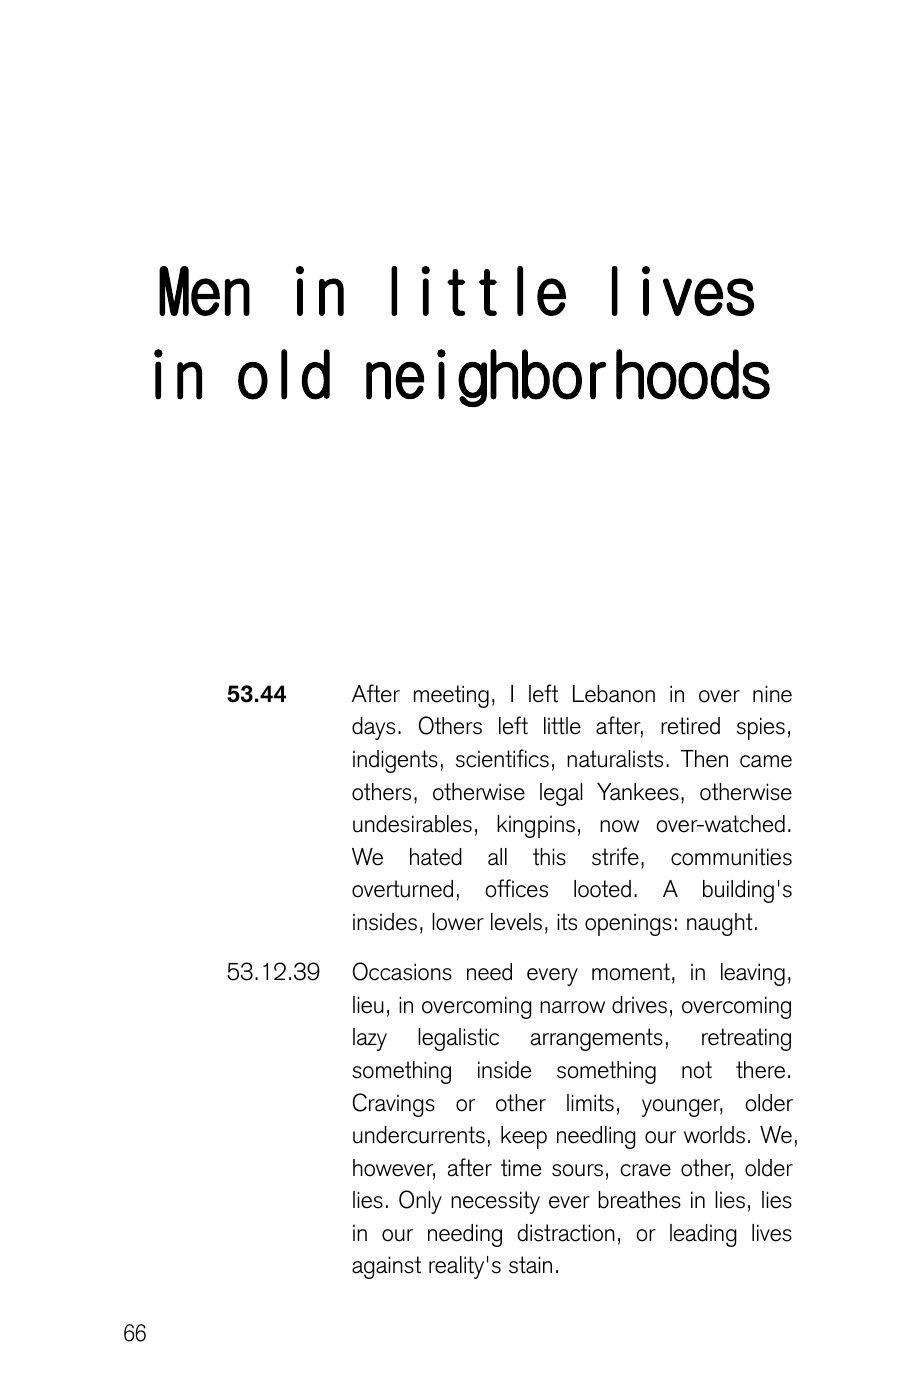 Men in little lives
in old neighborhoods
53.44 After meeting, I left Lebanon in over nine
days. Others left little after, retired spies,
indigents, scientifics, naturalists. Then came
others, otherwise legal Yankees, otherwise
undesirables, kingpins, now over-watched.
We hated all this strife, communities
overturned, offices looted. A building's
insides, lower levels, its openings: naught.
53.12.39 Occasions need every moment, in leaving,
lieu, in overcoming narrow drives, overcoming
lazy legalistic arrangements, retreating
something inside something not there.
Cravings or other limits, younger, older
undercurrents, keep needling our worlds. We,
however, after time sours, crave other, older
lies. Only necessity ever breathes in lies, lies
in our needing distraction, or leading lives
against reality's stain.
66